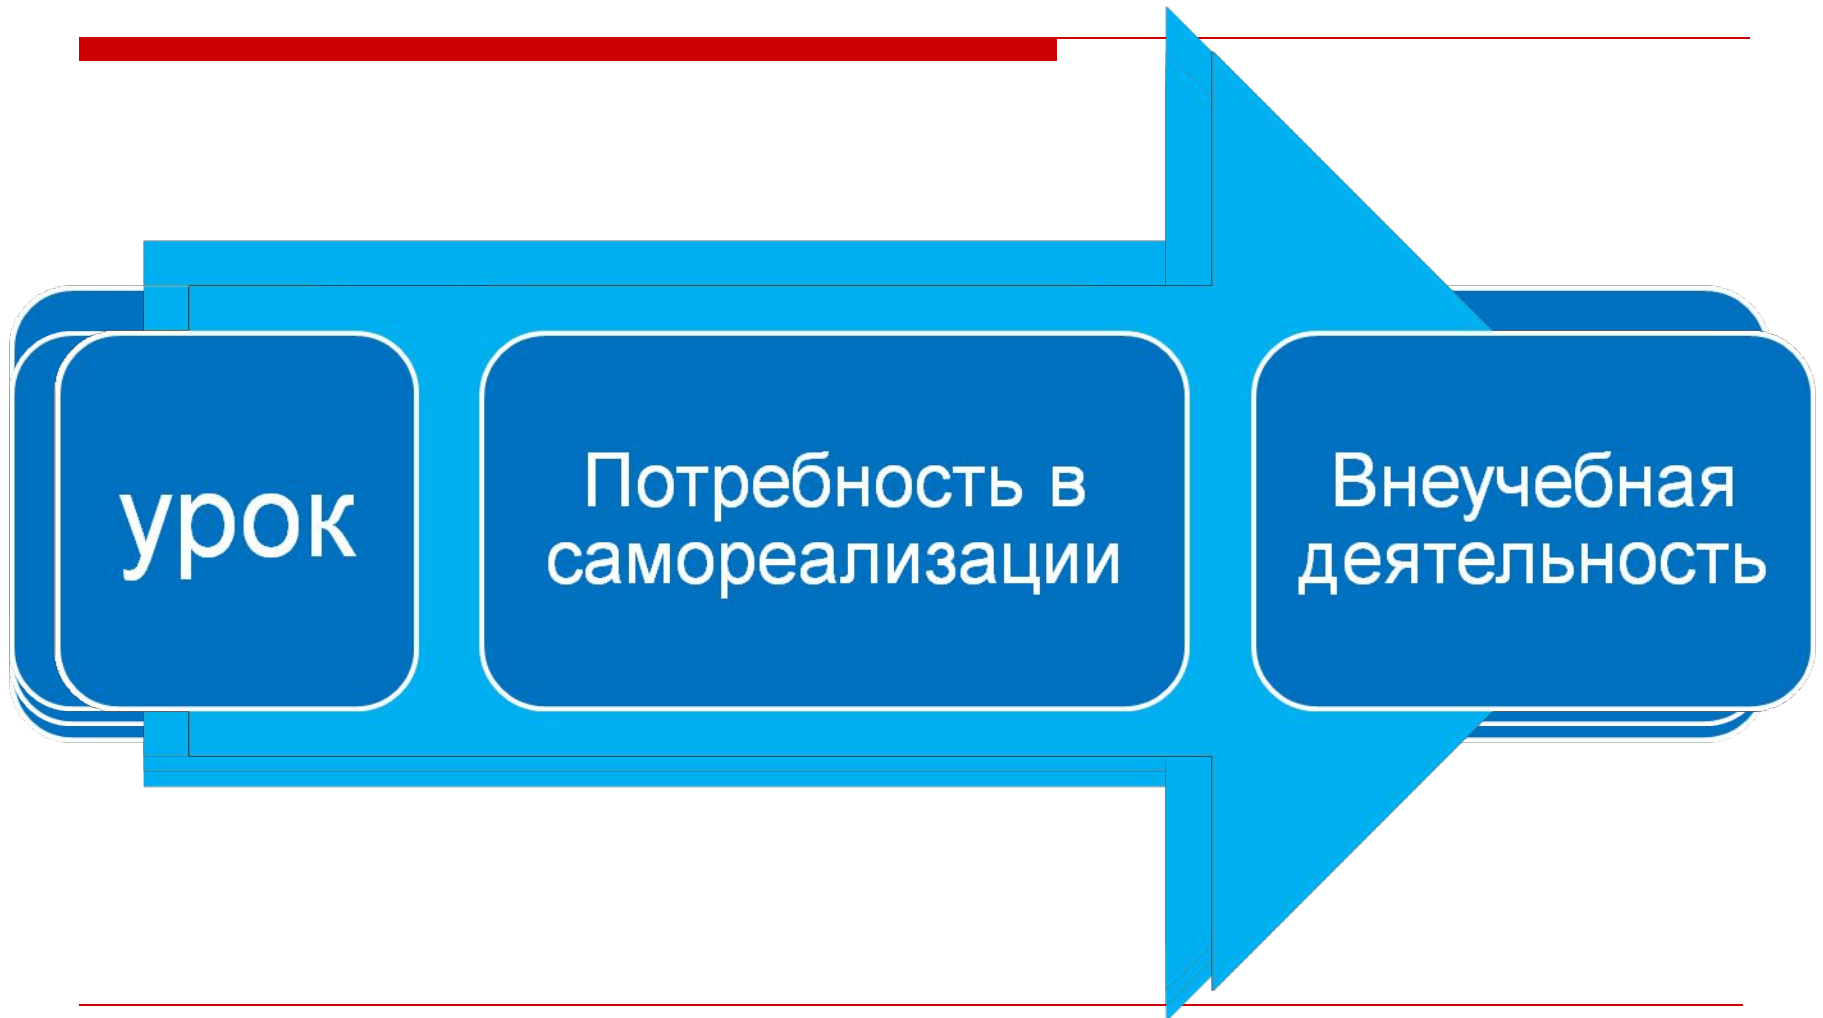 урок
Потребность в
самореализации
Внеучебная
деятельность